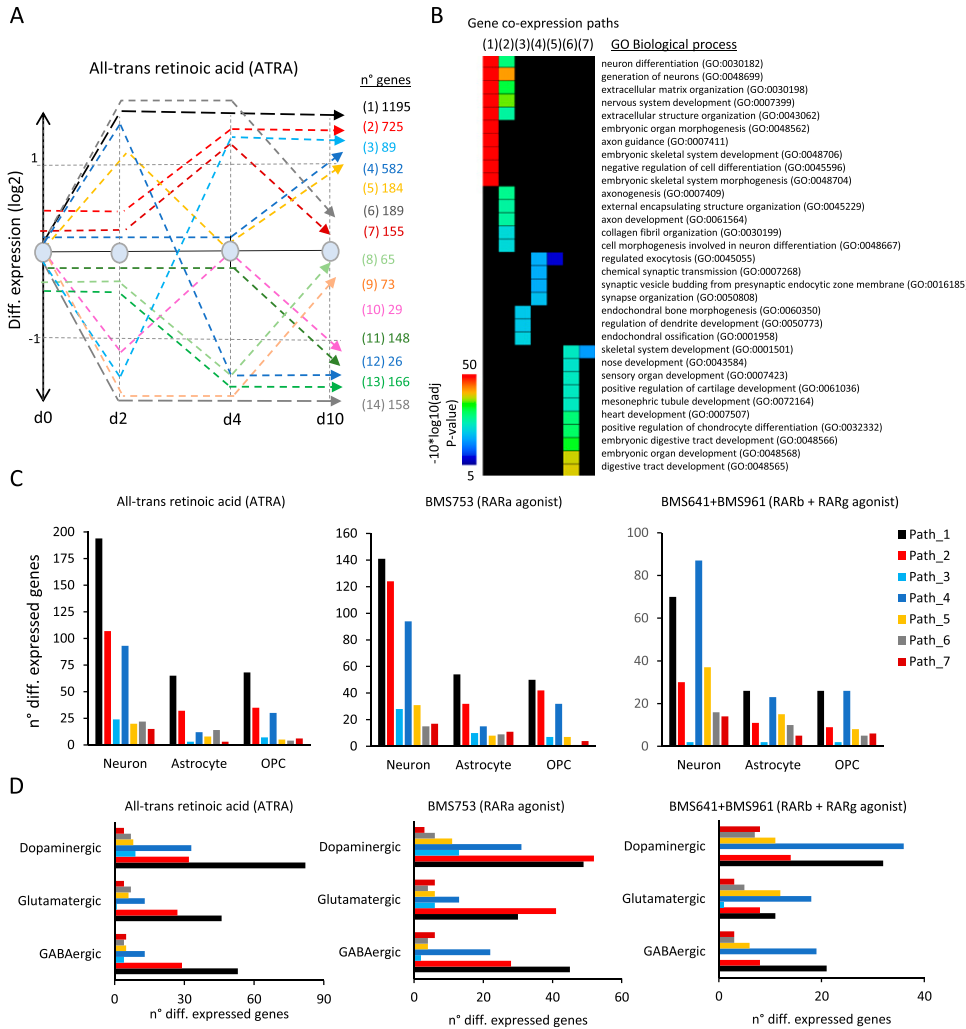 A
All-trans retinoic acid (ATRA)
n° genes
Diff. expression (log2)
1
-1
d0
d2
d4
d10
(1) 1195
(2) 725
(3) 89
(4) 582
(5) 184
(6) 189
(7) 155
(8) 65
(9) 73
(10) 29
(11) 148
(12) 26
(13) 166
(14) 158
B
Gene co-expression paths
(1)(2)(3)(4)(5)(6)(7)
GO Biological process
neuron differentiation (GO:0030182)
generation of neurons (GO:0048699)
extracellular matrix organization (GO:0030198)
nervous system development (GO:0007399)
extracellular structure organization (GO:0043062)
embryonic organ morphogenesis (GO:0048562)
axon guidance (GO:0007411)
embryonic skeletal system development (GO:0048706)
negative regulation of cell differentiation (GO:0045596)
embryonic skeletal system morphogenesis (GO:0048704)
axonogenesis (GO:0007409)
external encapsulating structure organization (GO:0045229)
axon development (GO:0061564)
collagen fibril organization (GO:0030199)
cell morphogenesis involved in neuron differentiation (GO:0048667)
regulated exocytosis (GO:0045055)
chemical synaptic transmission (GO:0007268)
synaptic vesicle budding from presynaptic endocytic zone membrane (GO:0016185
synapse organization (GO:0050808)
endochondral bone morphogenesis (GO:0060350)
regulation of dendrite development (GO:0050773)
endochondral ossification (GO:0001958)
skeletal system development (GO:0001501)
nose development (GO:0043584)
sensory organ development (GO:0007423)
positive regulation of cartilage development (GO:0061036)
mesonephric tubule development (GO:0072164)
heart development (GO:0007507)
positive regulation of chondrocyte differentiation (GO:0032332)
embryonic digestive tract development (GO:0048566)
embryonic organ development (GO:0048568)
digestive tract development (GO:0048565)
50
-10*log10(adj
P-value)
5
C
All-trans retinoic acid (ATRA)
n° diff. expressed genes
200
175
150
125
100
75
50
25
0
Neuron
Astrocyte
OPC
BMS753 (RARa agonist)
160
140
120
100
80
60
40
20
0
Neuron
Astrocyte
OPC
BMS641+BMS961 (RARb + RARg agonist)
100
80
60
40
20
0
Neuron
Astrocyte
OPC
Path_1
Path_2
Path_3
Path_4
Path_5
Path_6
Path_7
D
All-trans retinoic acid (ATRA)
Dopaminergic
Glutamatergic
GABAergic
0
30
60
90
n° diff. expressed genes
BMS753 (RARa agonist)
Dopaminergic
Glutamatergic
GABAergic
0
20
40
60
n° diff. expressed genes
BMS641+BMS961 (RARb + RARg agonist)
Dopaminergic
Glutamatergic
GABAergic
0
20
40
n° diff. expressed genes